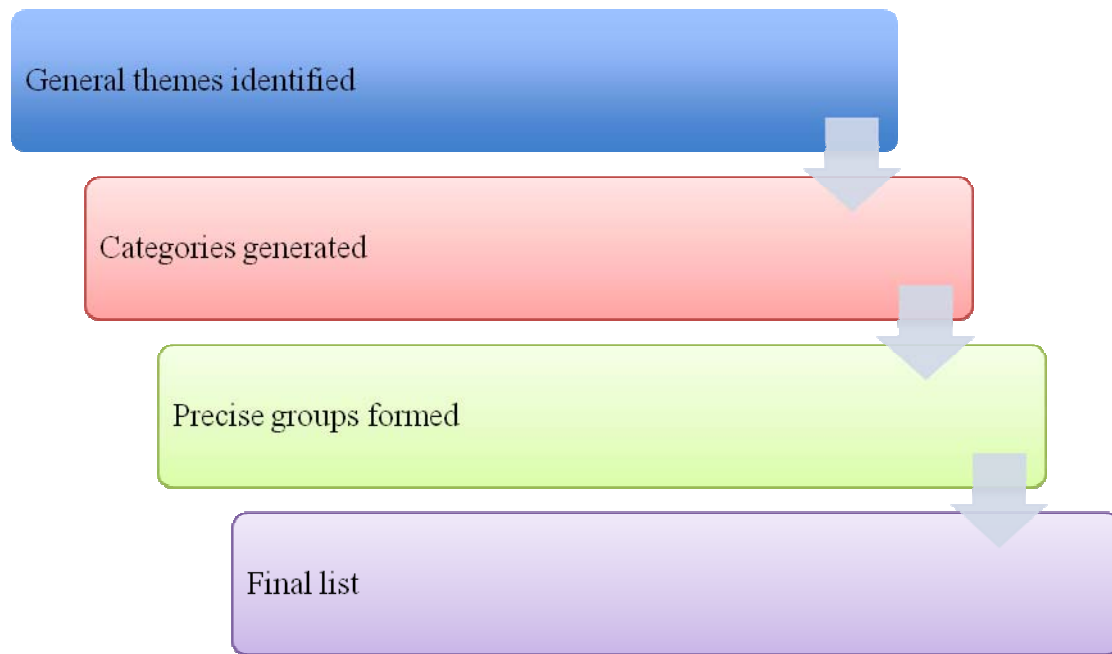 General themes identified
Categories generated
Precise groups formed
Final list